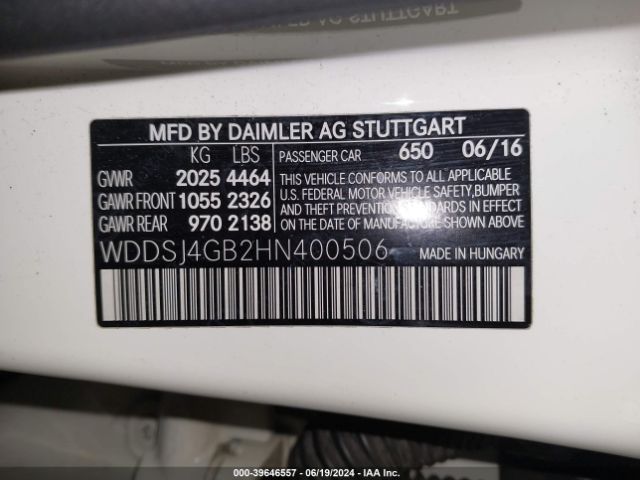 MFD BY DAIMLER AG STUTTGART
KG LBS PASSENGER CAR 650 06/16
GVWR 2025 4464
GAWR FRONT 1055 2326
GAWR REAR 970 2138
THIS VEHICLE CONFORMS TO ALL APPLICABLE
U.S. FEDERAL MOTOR VEHICLE SAFETY,BUMPER
AND THEFT PREVENTION STANDARDS IN EFFECT
ON THE DATE OF MANUFACTURE SHOWN ABOVE.
WDDSJ4GB2HN400506 MADE IN HUNGARY
000-39646557 - 06/19/2024 - IAA Inc.